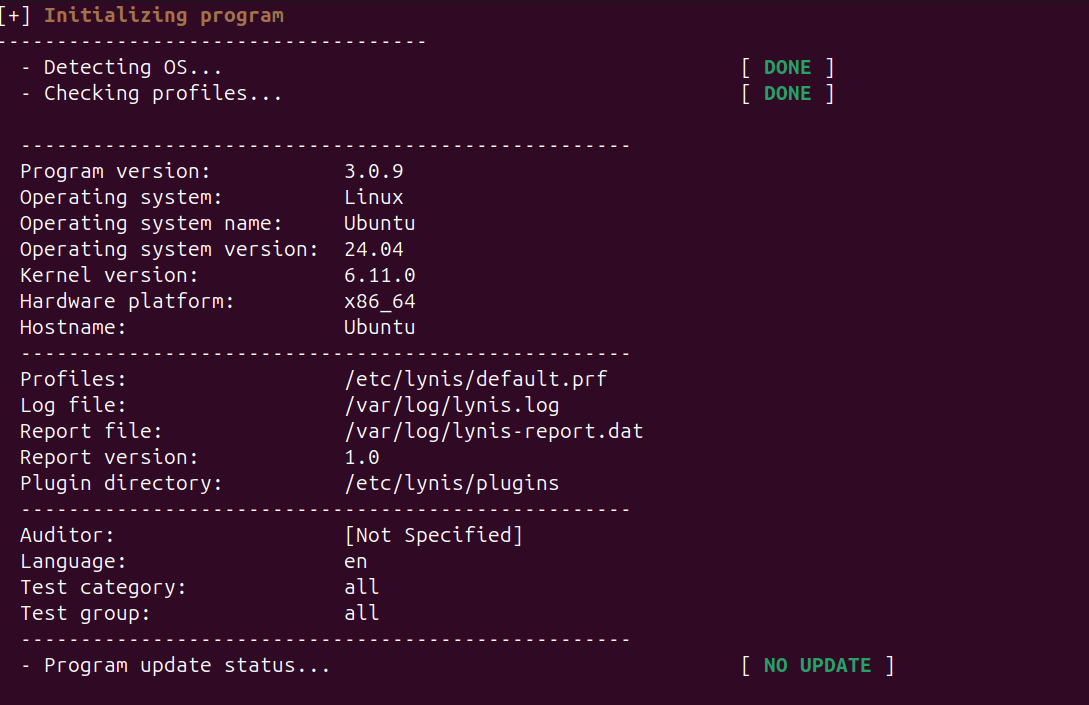 [+] Initializing program
------------------------------------
  - Detecting OS...                                           [ DONE ]
  - Checking profiles...                                      [ DONE ]

  ---------------------------------------------------
  Program version:           3.0.9
  Operating system:          Linux
  Operating system name:     Ubuntu
  Operating system version:  24.04
  Kernel version:            6.11.0
  Hardware platform:         x86_64
  Hostname:                  Ubuntu
  ---------------------------------------------------
  Profiles:                  /etc/lynis/default.prf
  Log file:                  /var/log/lynis.log
  Report file:               /var/log/lynis-report.dat
  Report version:            1.0
  Plugin directory:          /etc/lynis/plugins
  ---------------------------------------------------
  Auditor:                   [Not Specified]
  Language:                  en
  Test category:             all
  Test group:                all
  ---------------------------------------------------
  - Program update status...                                  [ NO UPDATE ]